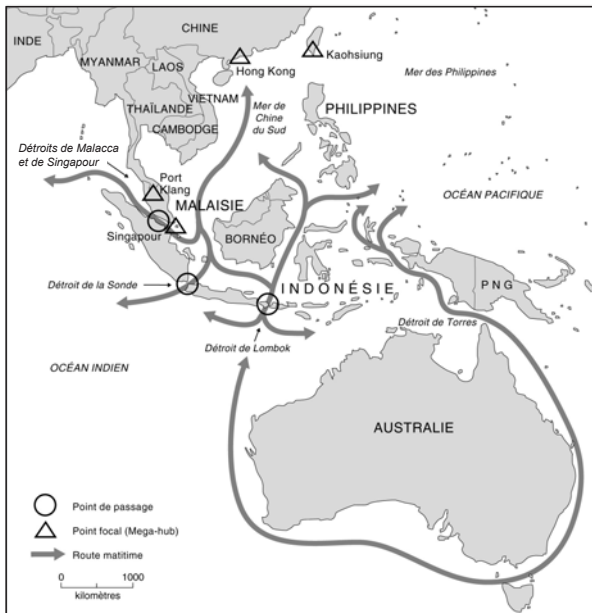 CHINE
INDE
Kaohsiung
MYANMAR
LAOS
Hong Kong
Mer des Philippines
VIETNAM
Mer de
Chine
du Sud
THAÏLANDE
PHILIPPINES
CAMBODGE
Détroits de Malacca
et de Singapour
Port
Klang
OCÉAN PACIFIQUE
MALAISIE
Singapour
BORNÉO
Détroit de la Sonde
INDONÉSIE
PNG
Détroit de Torres
Détroit de Lombok
OCÉAN INDIEN
AUSTRALIE
Point de passage
Point focal (Mega-hub)
Route matitime
0 1000
kilomètres